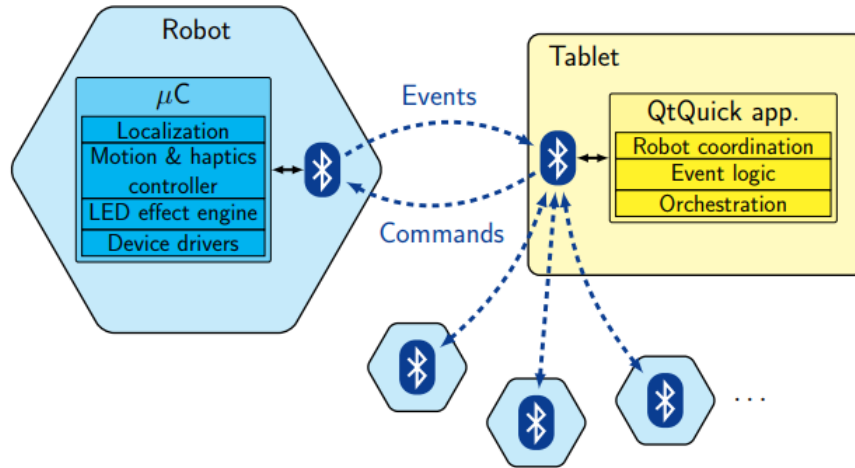 Robot
μC
Localization
Motion & haptics
controller
LED effect engine
Device drivers
Events
Commands
Tablet
QtQuick app.
Robot coordination
Event logic
Orchestration
. . .